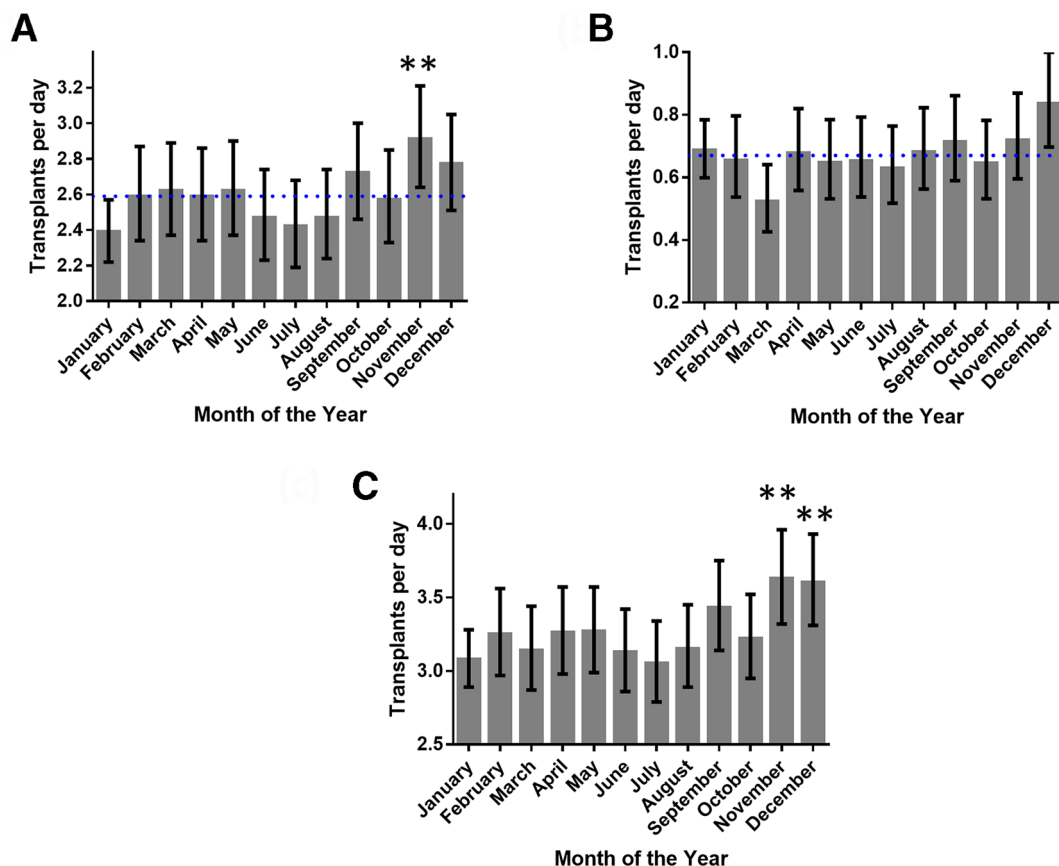 A
**
Transplants per day
3.2
3.0
2.8
2.6
2.4
2.2
2.0
January
February
March
April
May
June
July
August
September
October
November
December
Month of the Year
B
Transplants per day
1.0
0.8
0.6
0.4
0.2
January
February
March
April
May
June
July
August
September
October
November
December
Month of the Year
(c)
C
**
**
Transplants per day
4.0
3.5
3.0
2.5
January
February
March
April
May
June
July
August
September
October
November
December
Month of the Year